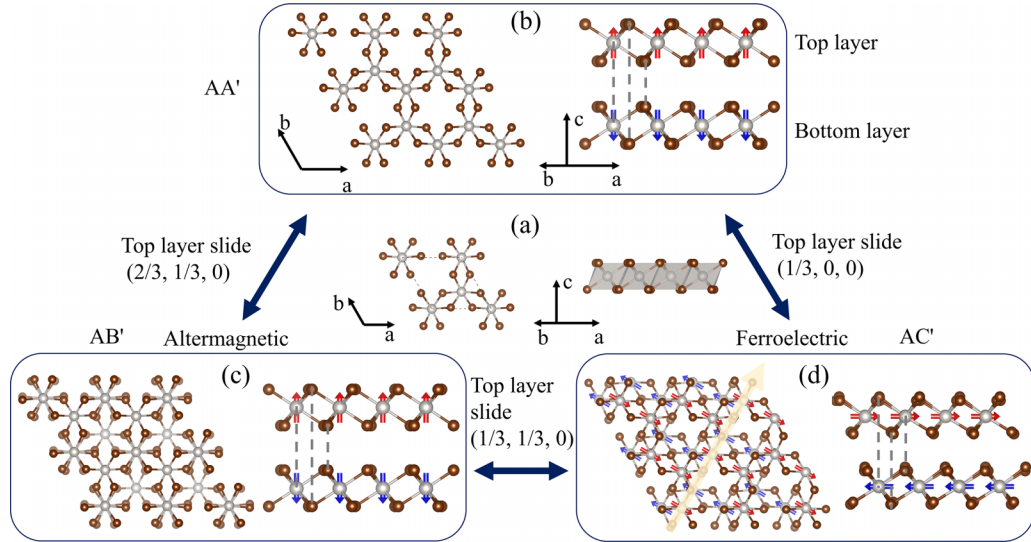 (b)
Top layer
AA'
Bottom layer
b
a
c
b
a
(a)
Top layer slide
(2/3, 1/3, 0)
Top layer slide
(1/3, 0, 0)
b
a
c
b
a
AB'
Altermagnetic
Ferroelectric
AC'
(c)
Top layer
slide
(1/3, 1/3, 0)
(d)